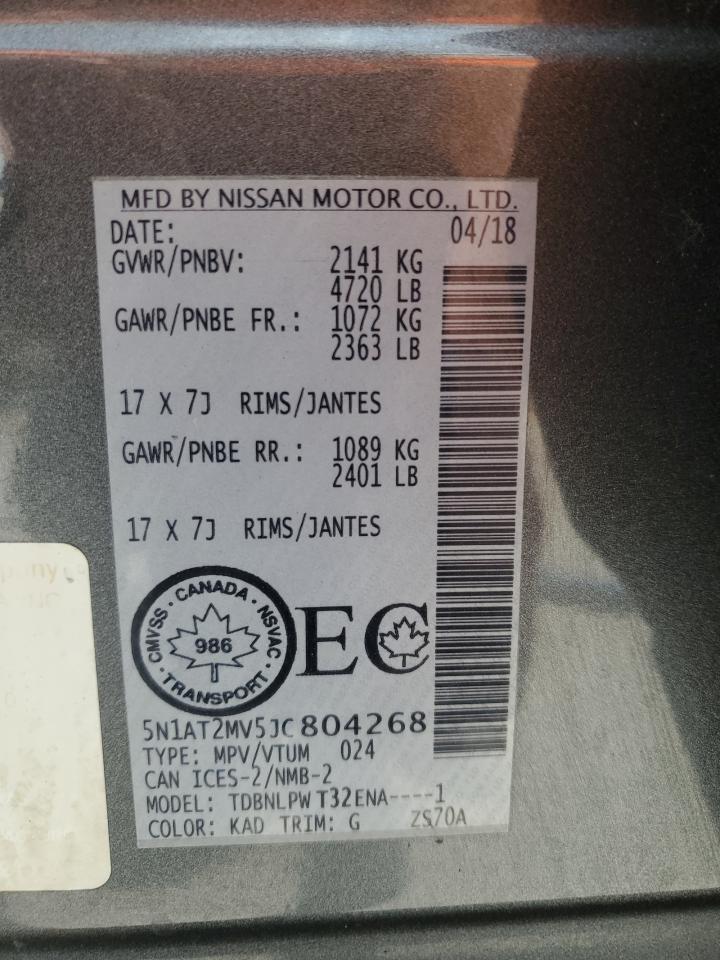 MFD BY NISSAN MOTOR CO., LTD.
DATE: 04/18
GVWR/PNBV: 2141 KG
4720 LB
GAWR/PNBE FR.: 1072 KG
2363 LB
17 X 7J RIMS/JANTES
GAWR/PNBE RR.: 1089 KG
2401 LB
17 X 7J RIMS/JANTES
CMVSS · CANADA · NSVAC · TRANSPORT ·
986
EC
5N1AT2MV5JC804268
TYPE: MPV/VTUM 024
CAN ICES-2/NMB-2
MODEL: TDBNLPW T32ENA----1
COLOR: KAD TRIM: G ZS70A